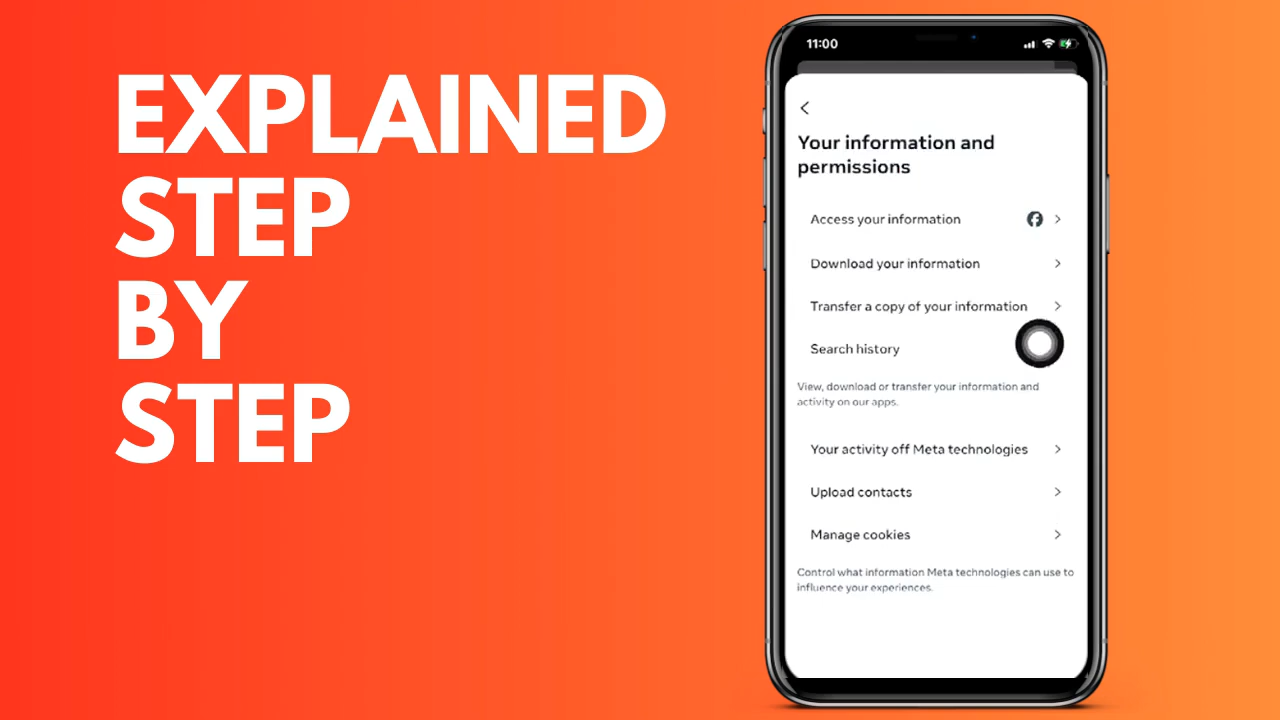 EXPLAINED
STEP
BY
STEP
11:00
Your information and
permissions
Access your information
Download your information
Transfer a copy of your information
Search history
View, download or transfer your information and
activity on our apps.
Your activity off Meta technologies
Upload contacts
Manage cookies
Control what information Meta technologies can use to
influence your experiences.